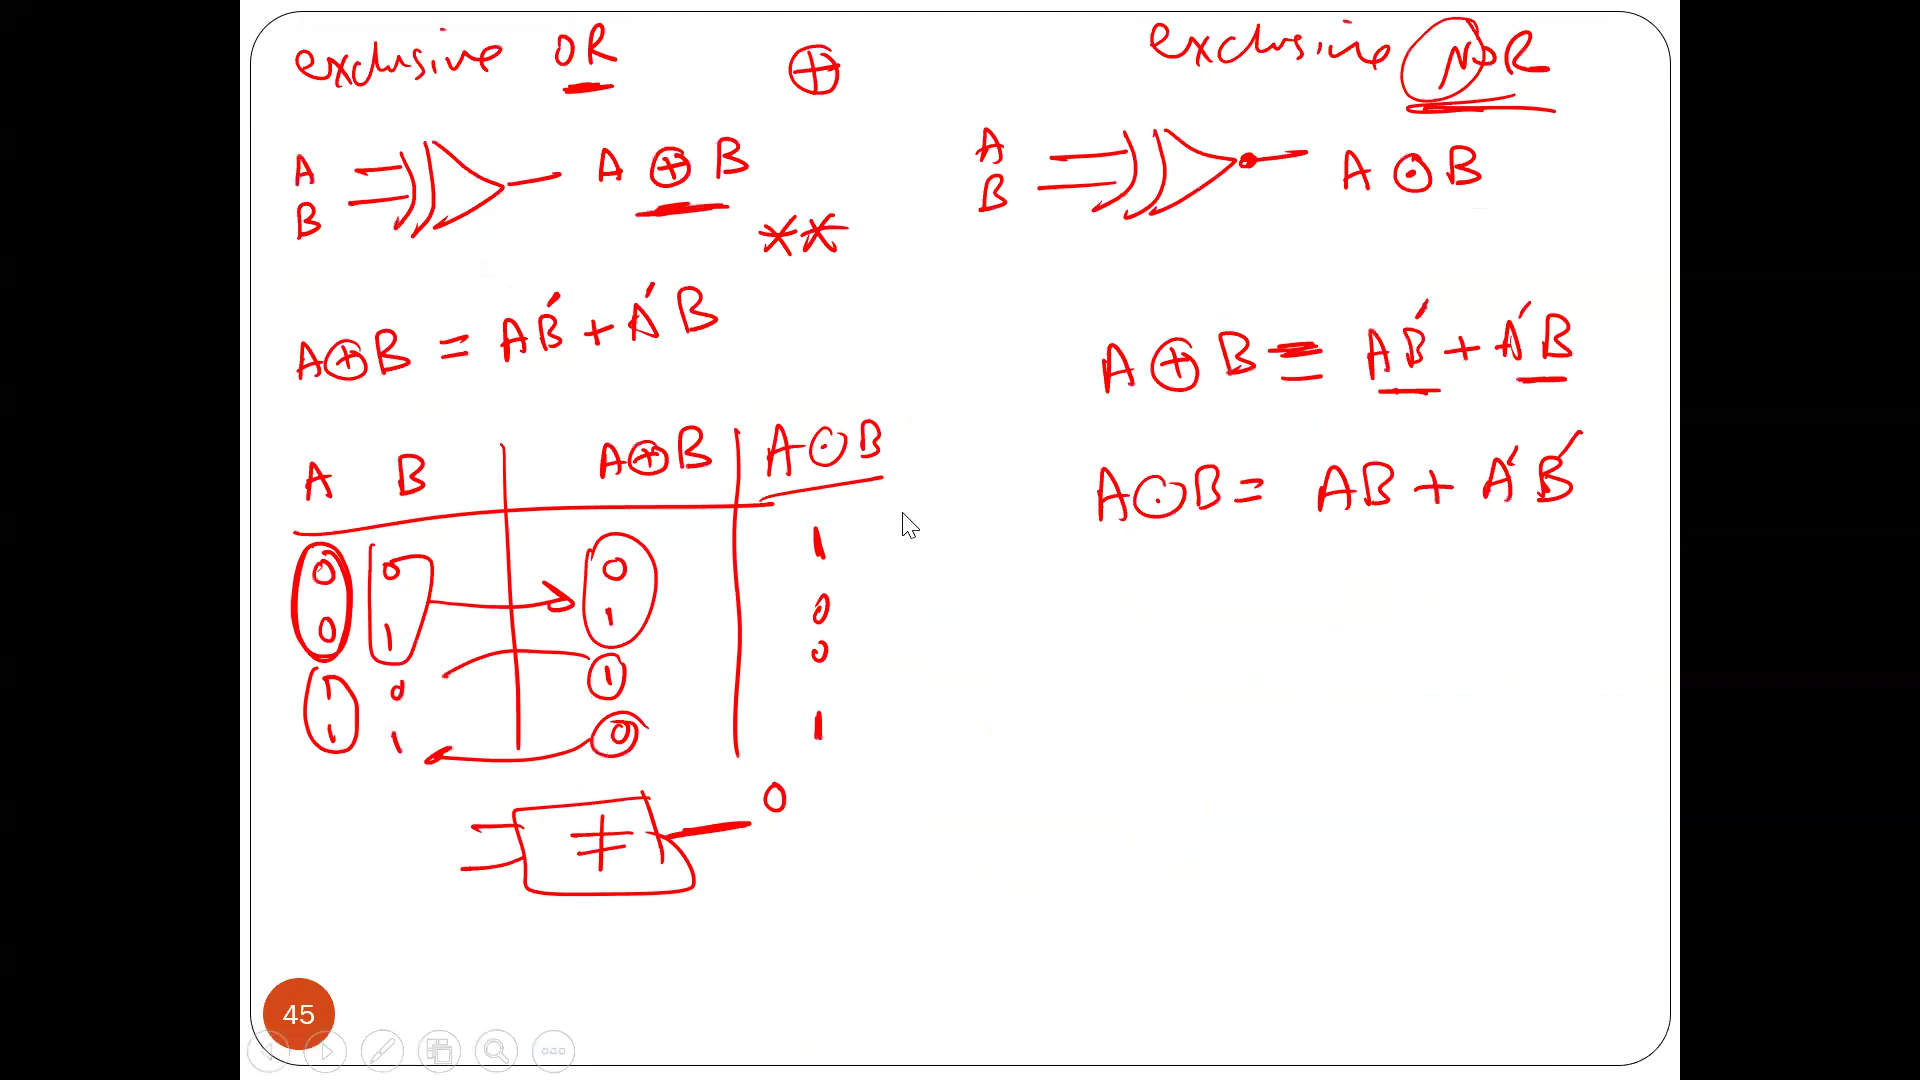 exclusive OR ⊕
A
B
A ⊕ B
**
A⊕B = AB' + A'B
A B A⊕B A⊙B
0 0 0 1
0 1 1 0
1 0 1 0
1 1 0 1
≠ 0
exclusive NOR
A
B
A ⊙ B
A ⊕ B = AB' + A'B
A⊙B = AB + A'B'
45